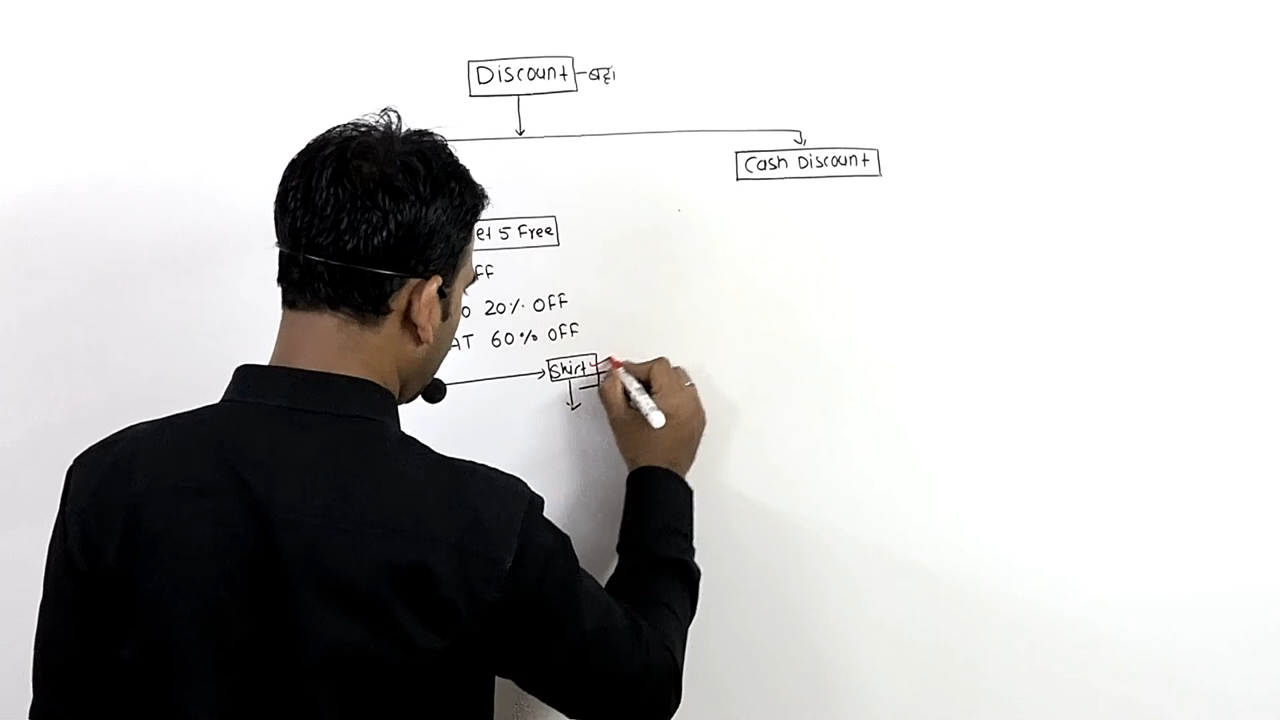 Discount - बट्टा
Cash Discount
et 5 Free
FF
o 20% OFF
AT 60% OFF
Shirt